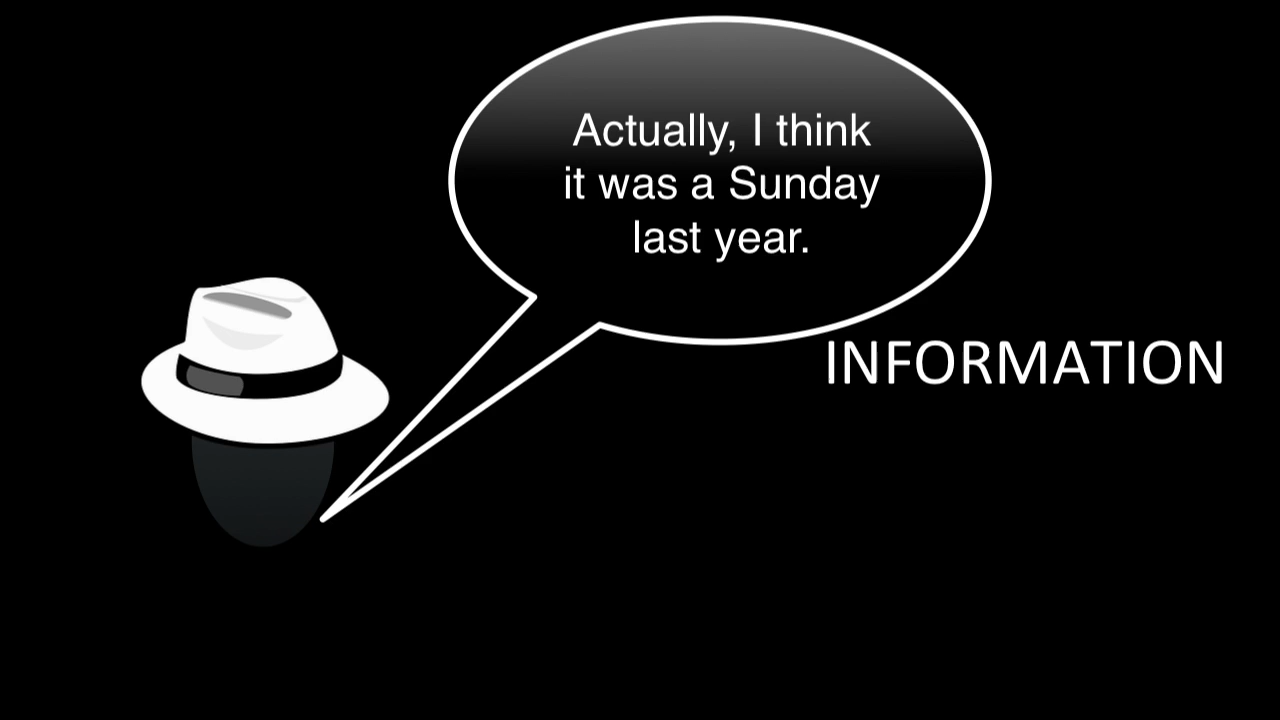 Actually, I think
it was a Sunday
last year.
INFORMATION